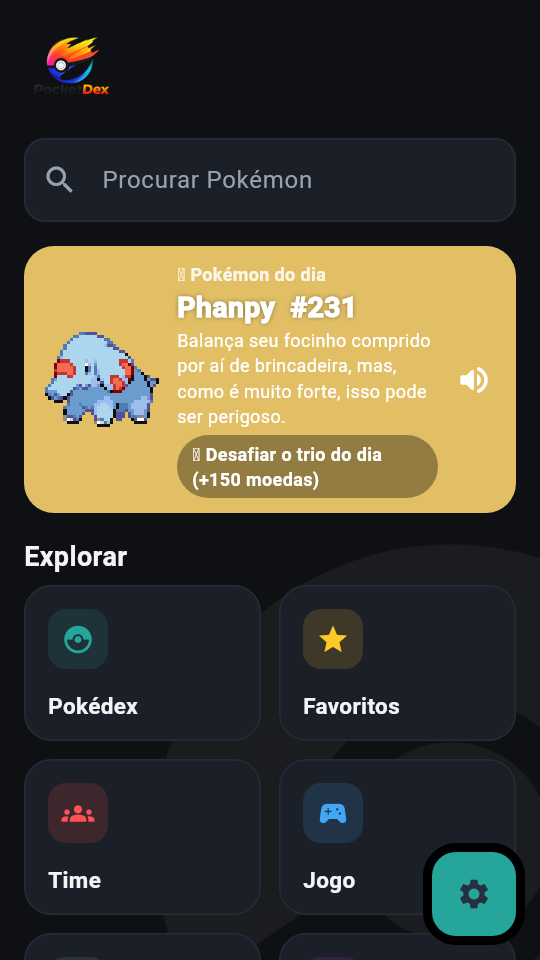 PocketDex
Procurar Pokémon
Pokémon do dia
Phanpy #231
Balança seu focinho comprido
por aí de brincadeira, mas,
como é muito forte, isso pode
ser perigoso.
Desafiar o trio do dia
(+150 moedas)
Explorar
Pokédex
Favoritos
Time
Jogo